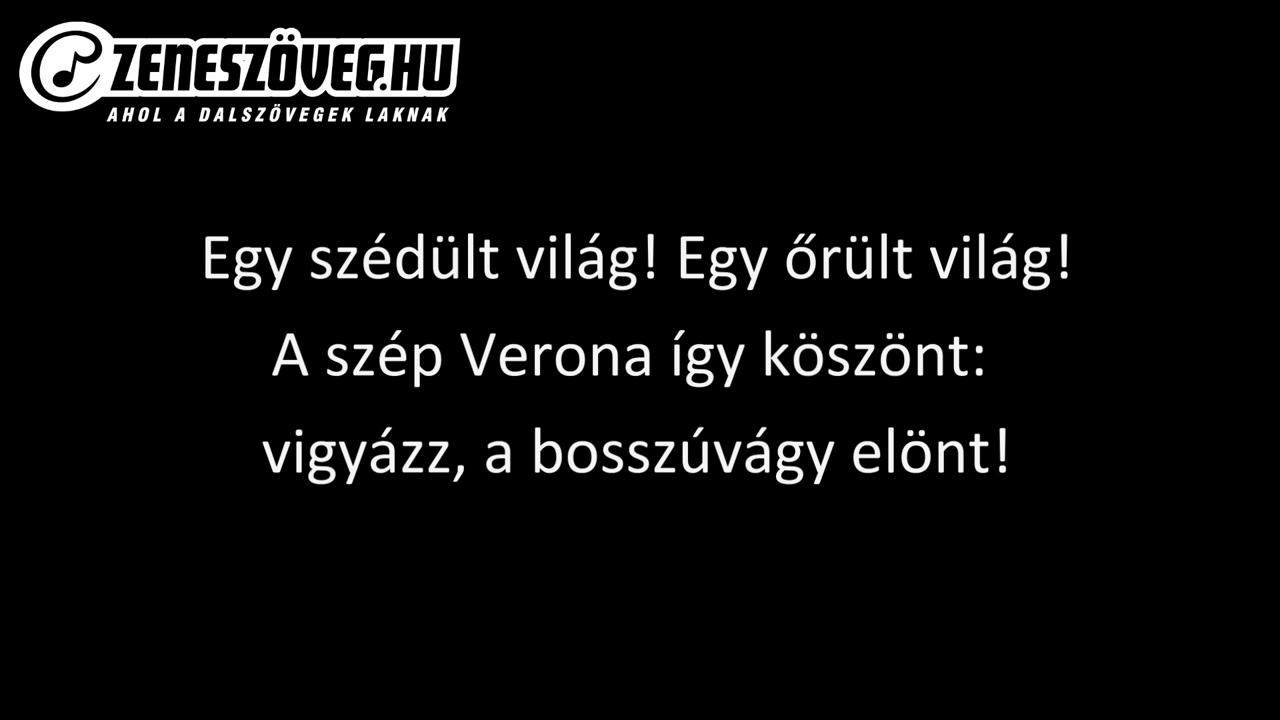 ZENESZÖVEG.HU
AHOL A DALSZÖVEGEK LAKNAK
Egy szédült világ! Egy őrült világ!
A szép Verona így köszönt:
vigyázz, a bosszúvágy elönt!